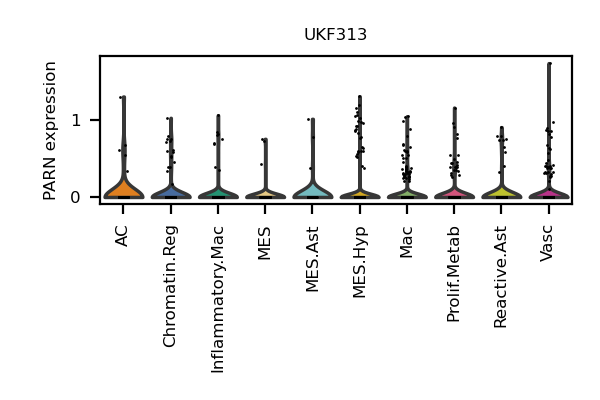 UKF313
PARN expression
1
0
AC
Chromatin.Reg
Inflammatory.Mac
MES
MES.Ast
MES.Hyp
Mac
Prolif.Metab
Reactive.Ast
Vasc